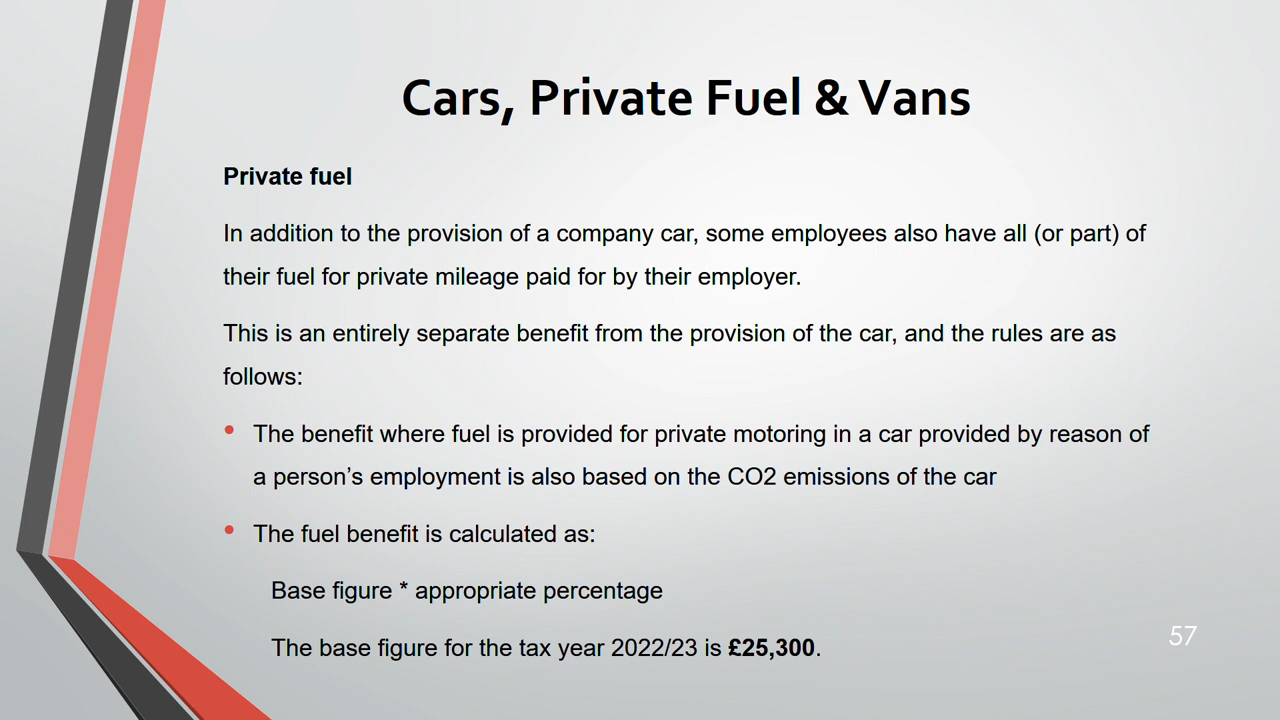 Cars, Private Fuel & Vans
Private fuel
In addition to the provision of a company car, some employees also have all (or part) of
their fuel for private mileage paid for by their employer.
This is an entirely separate benefit from the provision of the car, and the rules are as
follows:
• The benefit where fuel is provided for private motoring in a car provided by reason of
a person’s employment is also based on the CO2 emissions of the car
• The fuel benefit is calculated as:
Base figure * appropriate percentage
The base figure for the tax year 2022/23 is £25,300.
57